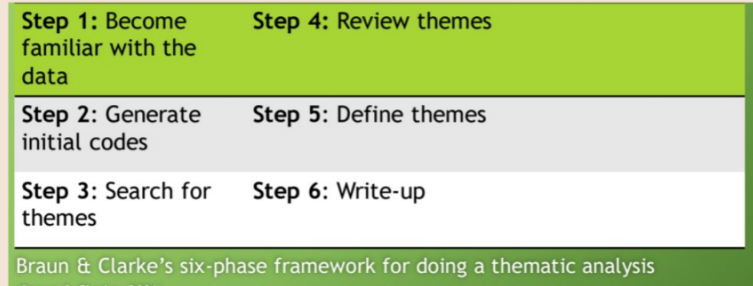 Step 1: Become
familiar with the
data
Step 4: Review themes
Step 2: Generate
initial codes
Step 5: Define themes
Step 3: Search for
themes
Step 6: Write-up
Braun & Clarke's six-phase framework for doing a thematic analysis